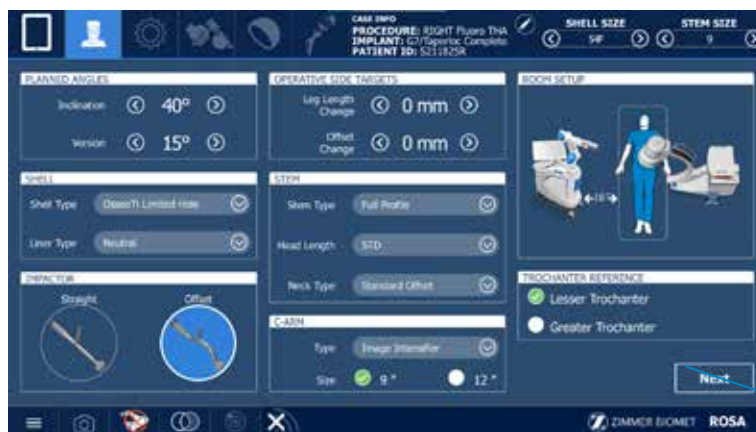 CASE INFO
PROCEDURE: RIGHT Fluoro THA
IMPLANT: G7/Taperloc Complete
PATIENT ID: S211825R
SHELL SIZE
54F
STEM SIZE
9
PLANNED ANGLES
Inclination 40°
Version 15°
OPERATIVE SIDE TARGETS
Leg Length Change 0 mm
Offset Change 0 mm
ROOM SETUP
SHELL
Shell Type OsseoTi Limited Hole
Liner Type Neutral
STEM
Stem Type Full Profile
Head Length STD
Neck Type Standard Offset
IMPACTOR
Straight
Offset
C-ARM
Type Image Intensifier
Size 9 " 12 "
TROCHANTER REFERENCE
Lesser Trochanter
Greater Trochanter
Next
ZIMMER BIOMET ROSA